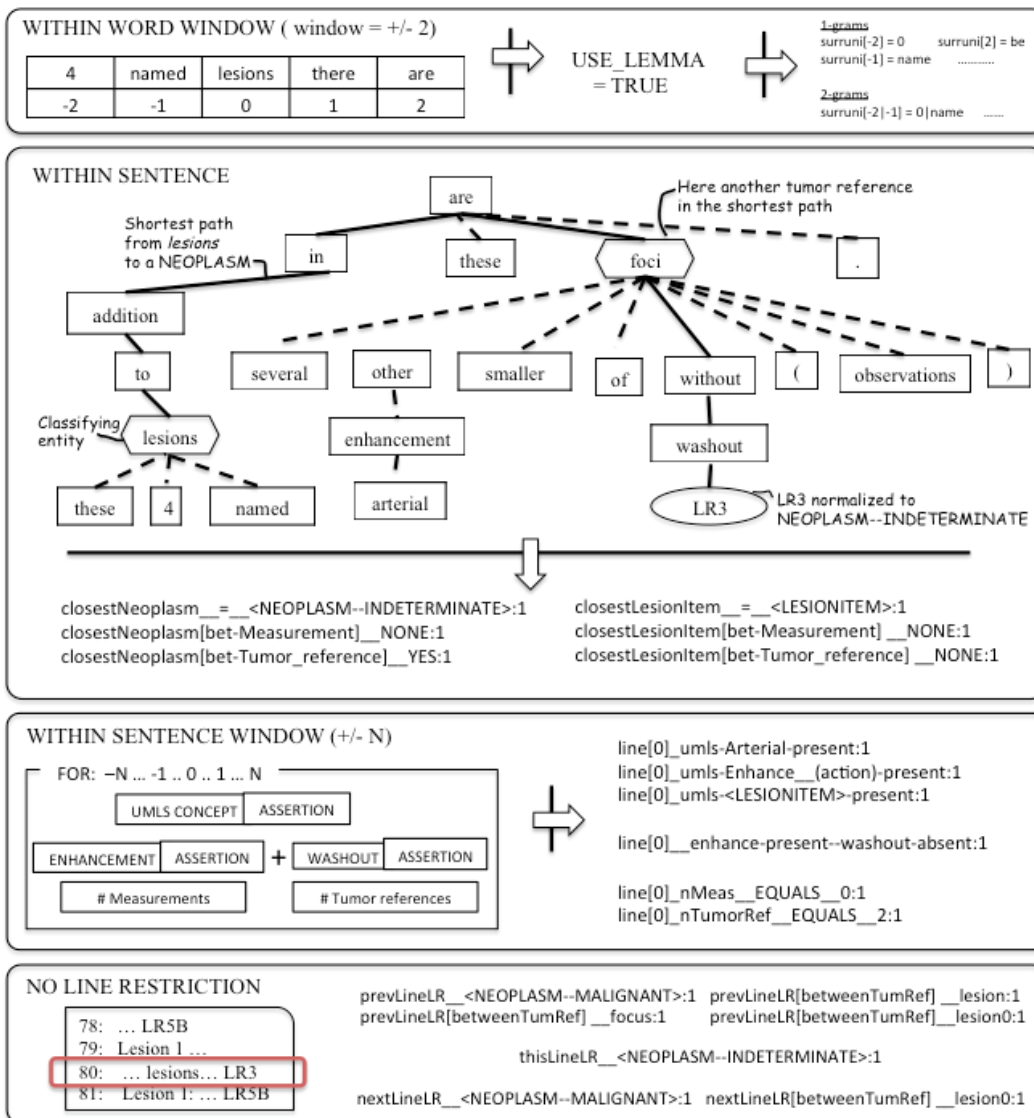 WITHIN WORD WINDOW ( window = +/- 2)
4 named lesions there are
-2 -1 0 1 2
USE_LEMMA
= TRUE
1-grams
surruni[-2] = 0 surruni[2] = be
surruni[-1] = name ...........
2-grams
surruni[-2|-1] = 0|name ......
WITHIN SENTENCE
Shortest path
from lesions
to a NEOPLASM
Here another tumor reference
in the shortest path
are
in these foci .
addition
to several other smaller of without ( observations )
Classifying
entity
lesions enhancement washout
these 4 named arterial LR3
LR3 normalized to
NEOPLASM--INDETERMINATE
closestNeoplasm__=__<NEOPLASM--INDETERMINATE>:1
closestNeoplasm[bet-Measurement]__NONE:1
closestNeoplasm[bet-Tumor_reference]__YES:1
closestLesionItem__=__<LESIONITEM>:1
closestLesionItem[bet-Measurement] __NONE:1
closestLesionItem[bet-Tumor_reference] __NONE:1
WITHIN SENTENCE WINDOW (+/- N)
FOR: –N ... -1 .. 0 .. 1 ... N
UMLS CONCEPT ASSERTION
ENHANCEMENT ASSERTION + WASHOUT ASSERTION
# Measurements # Tumor references
line[0]_umls-Arterial-present:1
line[0]_umls-Enhance__(action)-present:1
line[0]_umls-<LESIONITEM>-present:1
line[0]__enhance-present--washout-absent:1
line[0]_nMeas__EQUALS__0:1
line[0]_nTumorRef__EQUALS__2:1
NO LINE RESTRICTION
78: ... LR5B
79: Lesion 1 ...
80: ... lesions... LR3
81: Lesion 1: ... LR5B
prevLineLR__<NEOPLASM--MALIGNANT>:1 prevLineLR[betweenTumRef] __lesion:1
prevLineLR[betweenTumRef] __focus:1 prevLineLR[betweenTumRef]__lesion0:1
thisLineLR__<NEOPLASM--INDETERMINATE>:1
nextLineLR__<NEOPLASM--MALIGNANT>:1 nextLineLR[betweenTumRef]__lesion0:1